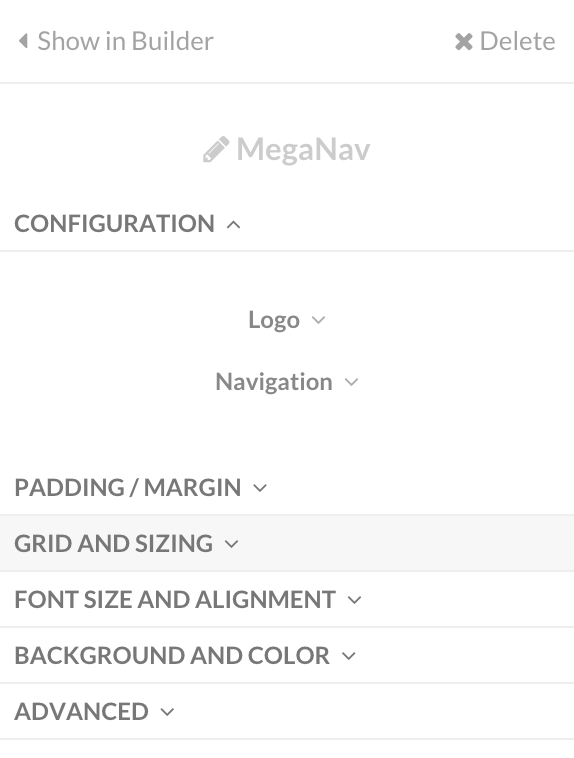 Show in Builder
Delete
MegaNav
CONFIGURATION
Logo
Navigation
PADDING / MARGIN
GRID AND SIZING
FONT SIZE AND ALIGNMENT
BACKGROUND AND COLOR
ADVANCED